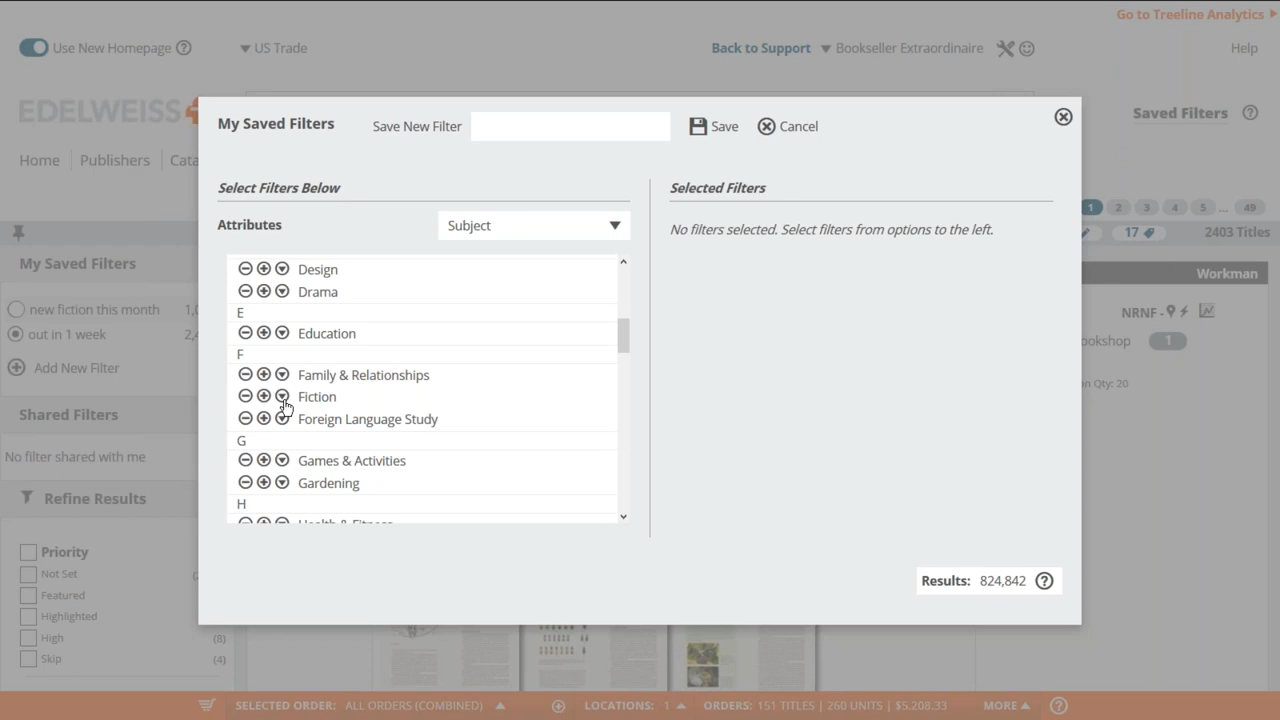 Go to Treeline Analytics
Use New Homepage ?
US Trade
Back to Support
Bookseller Extraordinaire
Help
EDELWEISS+
Saved Filters ?
Home
Publishers
Cata
My Saved Filters
Save New Filter
Save
Cancel
Select Filters Below
Selected Filters
Attributes
Subject
No filters selected. Select filters from options to the left.
Design
Drama
E
Education
F
Family & Relationships
Fiction
Foreign Language Study
G
Games & Activities
Gardening
H
Health & Fitness
Results: 824,842 ?
1 2 3 4 5 ... 49
17
2403 Titles
Workman
NRNF -
ookshop 1
n Qty: 20
My Saved Filters
new fiction this month 1,0
out in 1 week 2,4
Add New Filter
Shared Filters
No filter shared with me
Refine Results
Priority
Not Set (2
Featured
Highlighted
High (8)
Skip (4)
SELECTED ORDER: ALL ORDERS (COMBINED)
LOCATIONS: 1
ORDERS: 151 TITLES | 260 UNITS | $5,208.33
MORE ?